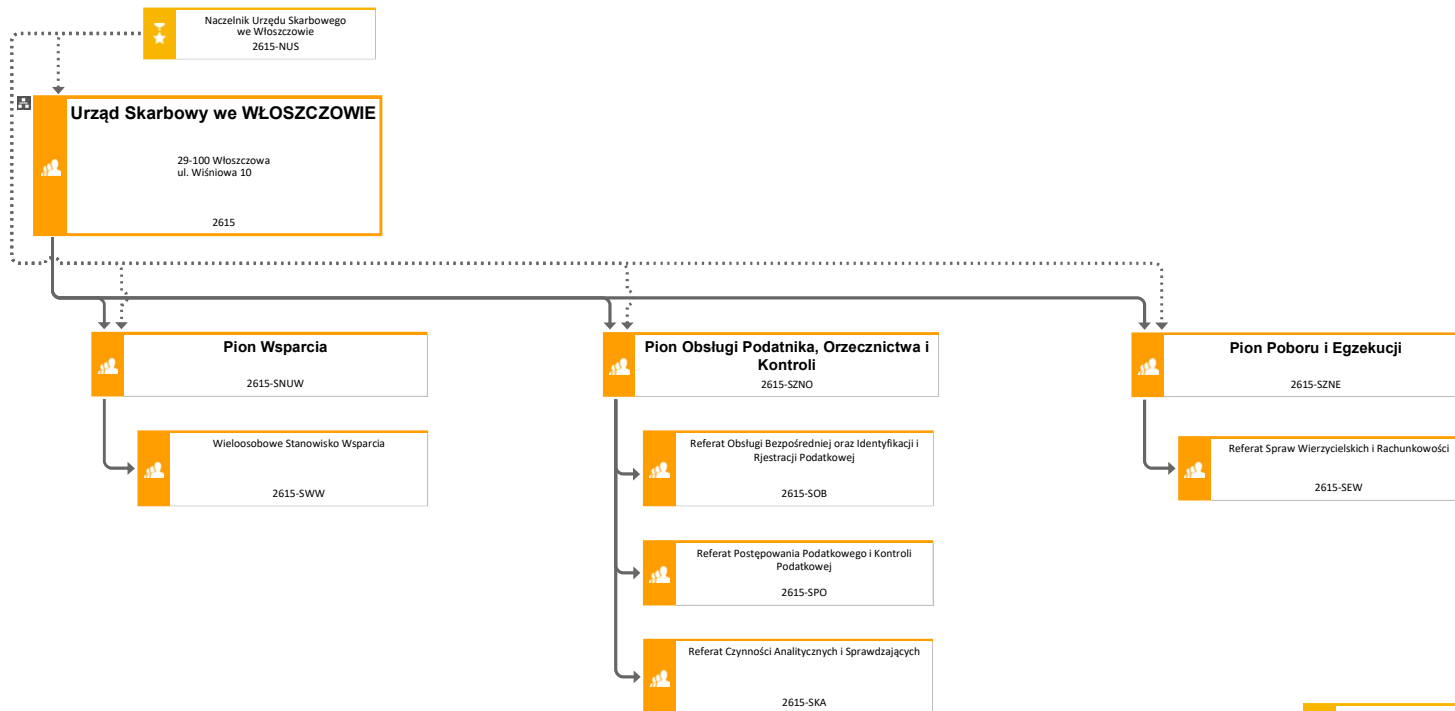 Naczelnik Urzędu Skarbowego
we Włoszczowie
2615-NUS
Urząd Skarbowy we WŁOSZCZOWIE
29-100 Włoszczowa
ul. Wiśniowa 10
2615
Pion Wsparcia
2615-SNUW
Pion Obsługi Podatnika, Orzecznictwa i
Kontroli
2615-SZNO
Pion Poboru i Egzekucji
2615-SZNE
Wieloosobowe Stanowisko Wsparcia
2615-SWW
Referat Obsługi Bezpośredniej oraz Identyfikacji i
Rjestracji Podatkowej
2615-SOB
Referat Spraw Wierzycielskich i Rachunkowości
2615-SEW
Referat Postępowania Podatkowego i Kontroli
Podatkowej
2615-SPO
Referat Czynności Analitycznych i Sprawdzających
2615-SKA